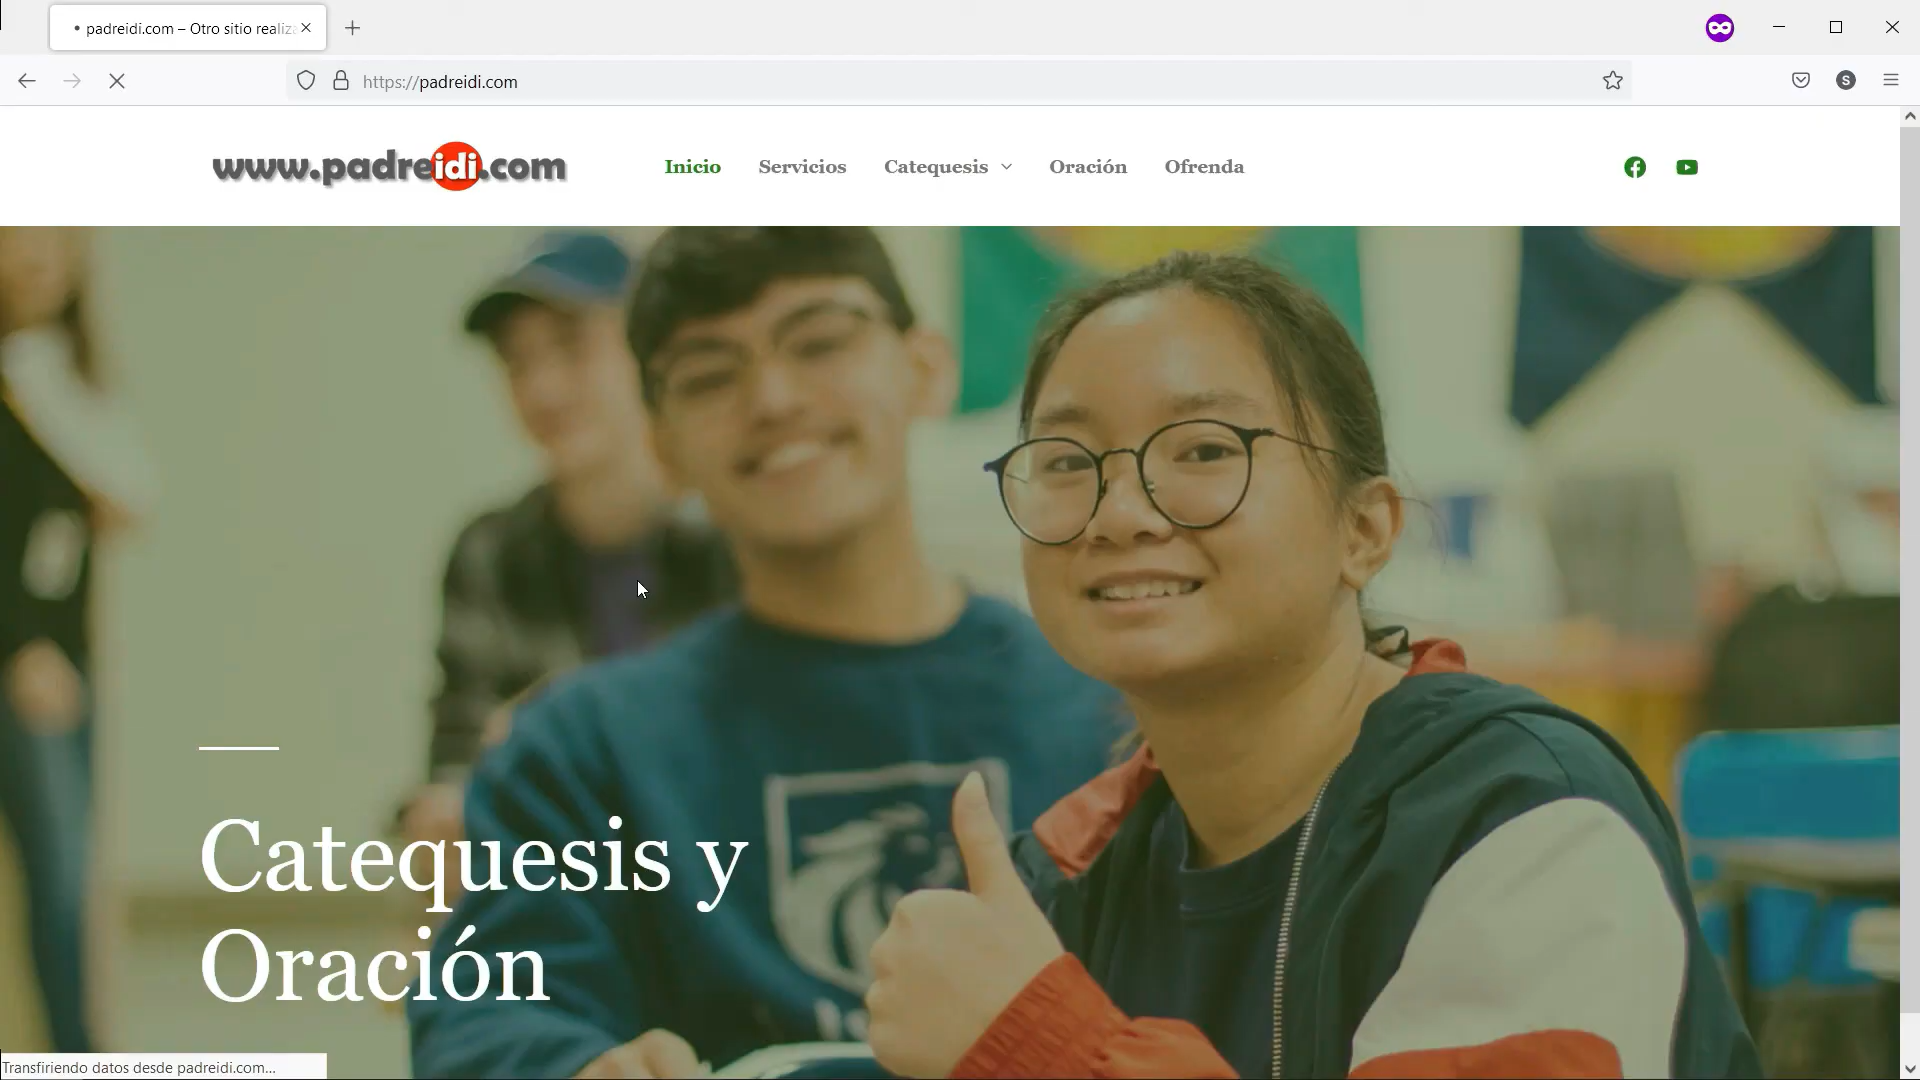 padreidi.com – Otro sitio realiza
https://padreidi.com
S
www.padreidi.com
Inicio
Servicios
Catequesis
Oración
Ofrenda
Catequesis y
Oración
Transfiriendo datos desde padreidi.com...